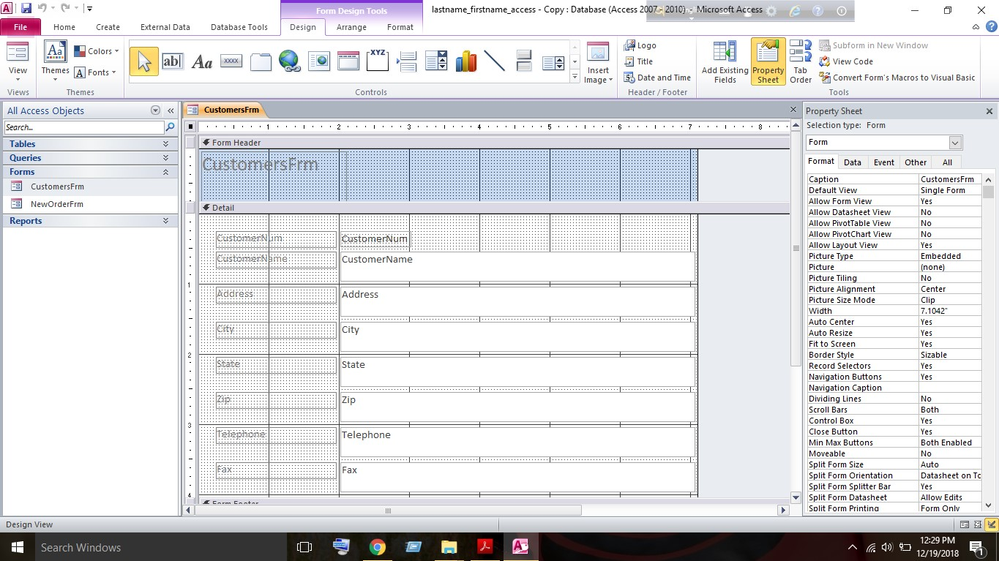 lastname_firstname_access - Copy : Database (Access 2007 - 2010) - Microsoft Access
Form Design Tools
File Home Create External Data Database Tools Design Arrange Format
View Themes Colors Fonts
Aa ab| Aa XXXX XYZ
Insert Image
Logo
Title
Date and Time
Add Existing Fields
Property Sheet
Tab Order
Subform in New Window
View Code
Convert Form's Macros to Visual Basic
Views Themes Controls Header / Footer Tools
All Access Objects
Search...
Tables
Queries
Forms
CustomersFrm
NewOrderFrm
Reports
CustomersFrm
1 2 3 4 5 6 7 8
Form Header
CustomersFrm
Detail
CustomerNum CustomerNum
CustomerName CustomerName
1
Address Address
City City
2
State State
Zip Zip
3
Telephone Telephone
Fax Fax
4
Form Footer
Property Sheet
Selection type: Form
Form
Format Data Event Other All
Caption CustomersFrm
Default View Single Form
Allow Form View Yes
Allow Datasheet View No
Allow PivotTable View No
Allow PivotChart View No
Allow Layout View Yes
Picture Type Embedded
Picture (none)
Picture Tiling No
Picture Alignment Center
Picture Size Mode Clip
Width 7.1042"
Auto Center Yes
Auto Resize Yes
Fit to Screen Yes
Border Style Sizable
Record Selectors Yes
Navigation Buttons Yes
Navigation Caption
Dividing Lines No
Scroll Bars Both
Control Box Yes
Close Button Yes
Min Max Buttons Both Enabled
Moveable No
Split Form Size Auto
Split Form Orientation Datasheet on To
Split Form Splitter Bar Yes
Split Form Datasheet Allow Edits
Split Form Printing Form Only
Design View
Search Windows
12:29 PM
12/19/2018
1